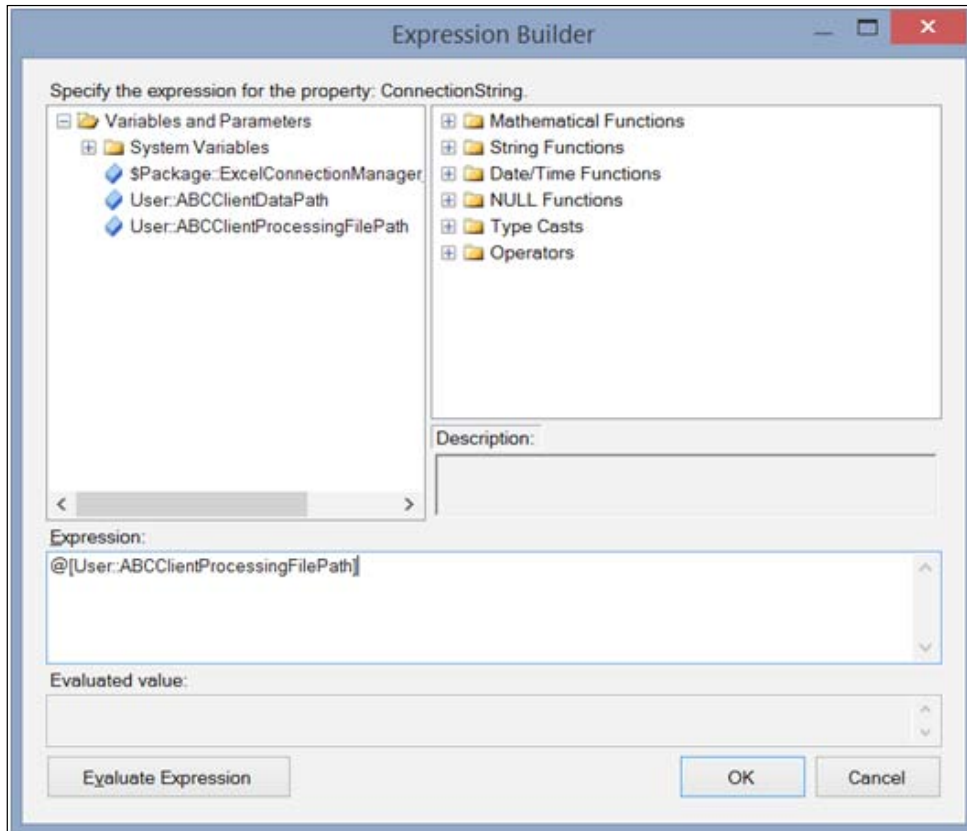 Expression Builder
Specify the expression for the property: ConnectionString.
Variables and Parameters
System Variables
$Package::ExcelConnectionManager_
User::ABCClientDataPath
User::ABCClientProcessingFilePath
Mathematical Functions
String Functions
Date/Time Functions
NULL Functions
Type Casts
Operators
Description:
Expression:
@[User::ABCClientProcessingFilePath]
Evaluated value:
Evaluate Expression
OK
Cancel